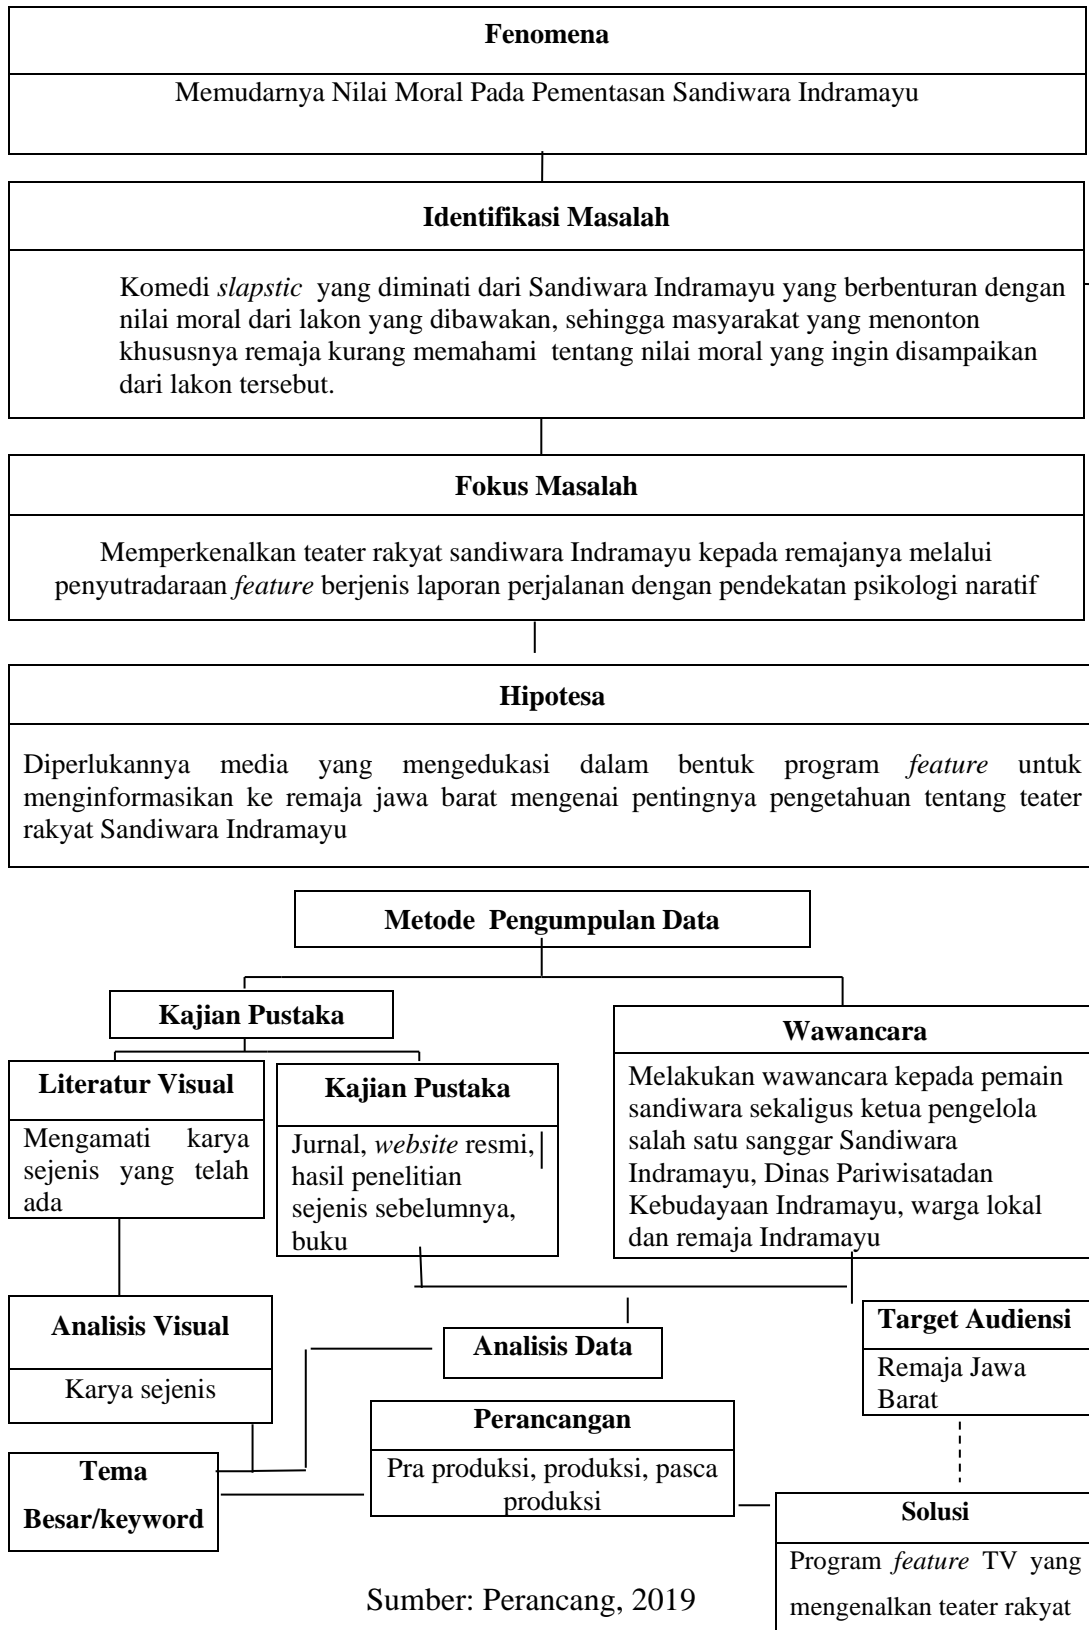 Fenomena
Memudarnya Nilai Moral Pada Pementasan Sandiwara Indramayu
Identifikasi Masalah
Komedi slapstic yang diminati dari Sandiwara Indramayu yang berbenturan dengan
nilai moral dari lakon yang dibawakan, sehingga masyarakat yang menonton
khususnya remaja kurang memahami tentang nilai moral yang ingin disampaikan
dari lakon tersebut.
Fokus Masalah
Memperkenalkan teater rakyat sandiwara Indramayu kepada remajanya melalui
penyutradaraan feature berjenis laporan perjalanan dengan pendekatan psikologi naratif
Hipotesa
Diperlukannya media yang mengedukasi dalam bentuk program feature untuk
menginformasikan ke remaja jawa barat mengenai pentingnya pengetahuan tentang teater
rakyat Sandiwara Indramayu
Metode Pengumpulan Data
Kajian Pustaka
Literatur Visual
Mengamati karya
sejenis yang telah
ada
Kajian Pustaka
Jurnal, website resmi,
hasil penelitian
sejenis sebelumnya,
buku
Wawancara
Melakukan wawancara kepada pemain
sandiwara sekaligus ketua pengelola
salah satu sanggar Sandiwara
Indramayu, Dinas Pariwisatadan
Kebudayaan Indramayu, warga lokal
dan remaja Indramayu
Analisis Visual
Karya sejenis
Analisis Data
Target Audiensi
Remaja Jawa
Barat
Tema
Besar/keyword
Perancangan
Pra produksi, produksi, pasca
produksi
Solusi
Program feature TV yang
mengenalkan teater rakyat
Sumber: Perancang, 2019